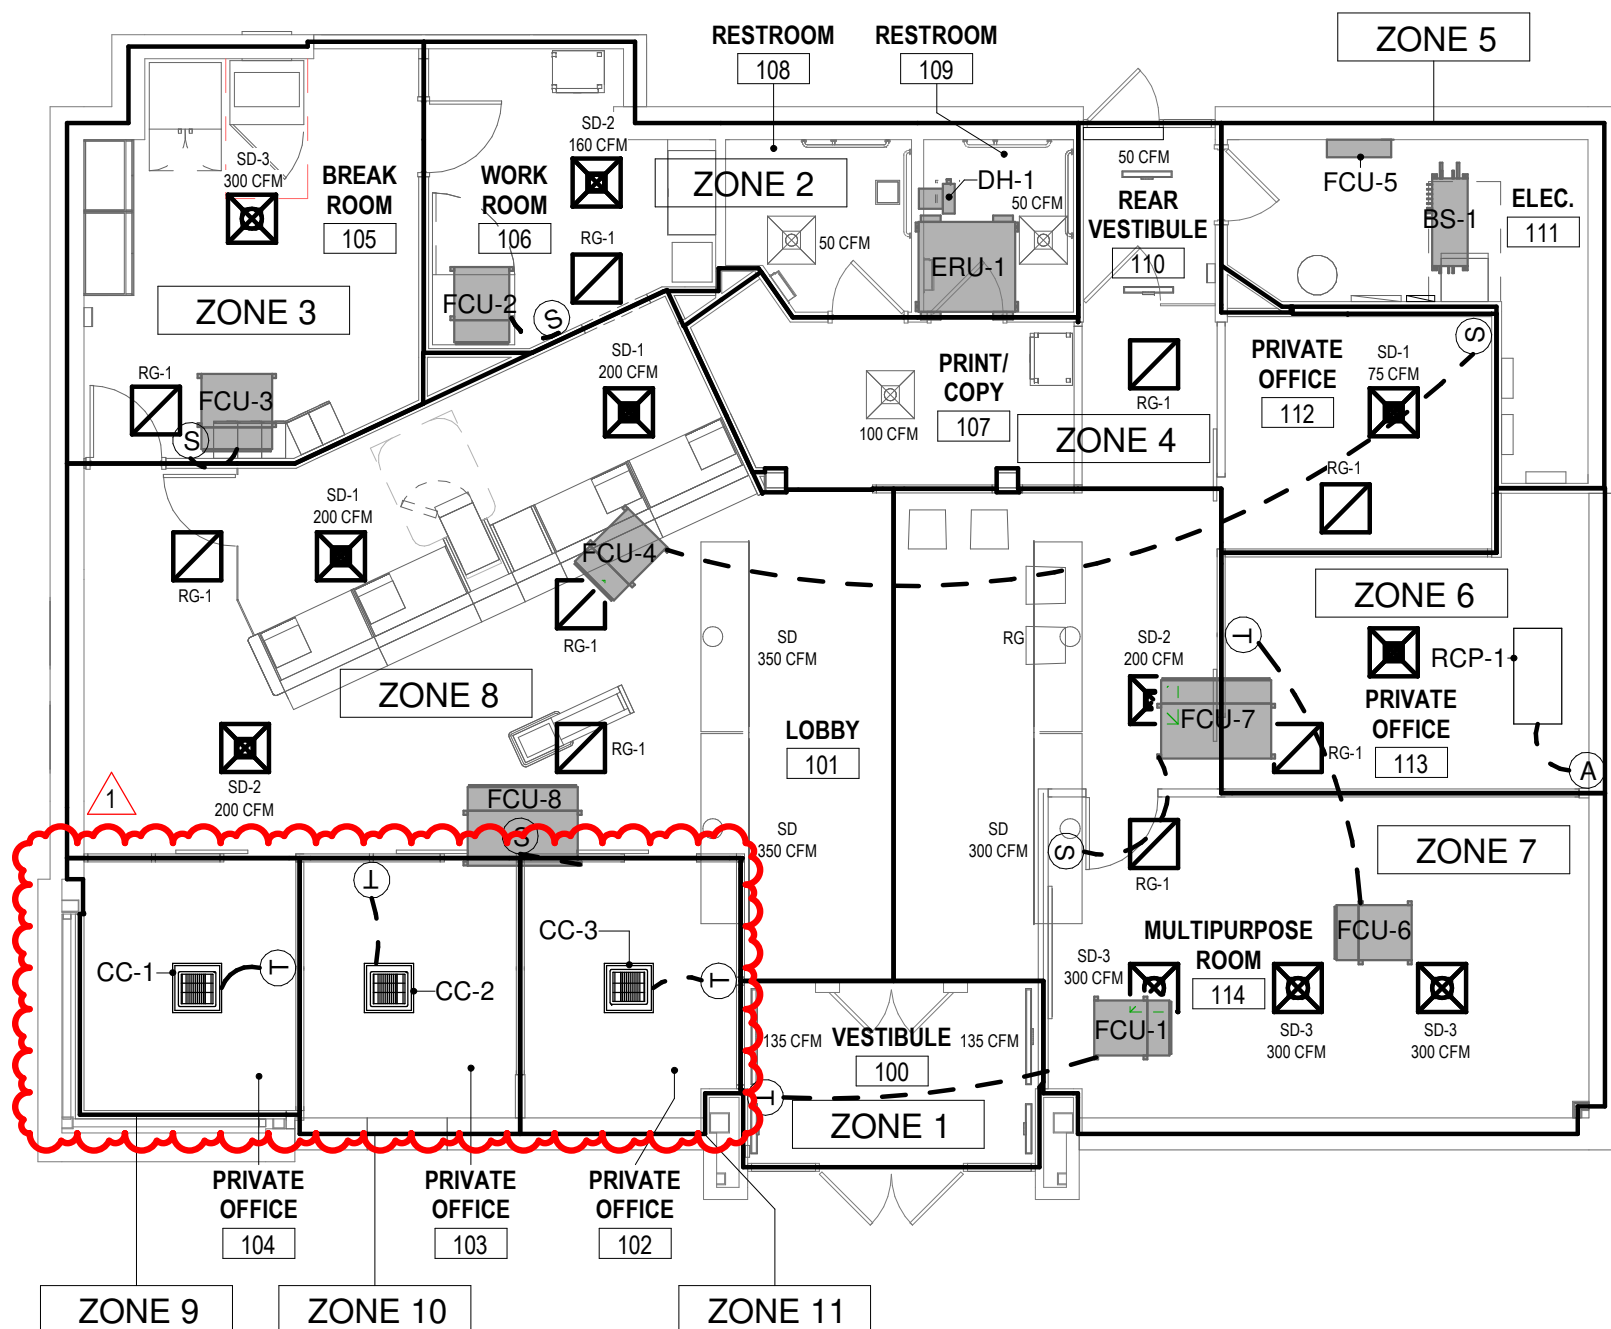 RESTROOM
108
RESTROOM
109
ZONE 5
SD-2
160 CFM
SD-3
300 CFM
BREAK
ROOM
105
WORK
ROOM
106
ZONE 2
DH-1
50 CFM
50 CFM
50 CFM
REAR
VESTIBULE
110
FCU-5
BS-1
ELEC.
111
RG-1
ERU-1
FCU-2
S
ZONE 3
SD-1
200 CFM
PRINT/
COPY
107
100 CFM
RG-1
PRIVATE
OFFICE
112
SD-1
75 CFM
S
RG-1
FCU-3
S
ZONE 4
RG-1
SD-1
200 CFM
FCU-4
RG-1
RG-1
ZONE 6
T
SD
350 CFM
RG
SD-2
200 CFM
RCP-1
ZONE 8
PRIVATE
OFFICE
113
FCU-7
RG-1
LOBBY
101
RG-1
SD-2
200 CFM
A
1
FCU-8
S
SD
350 CFM
SD
300 CFM
S
RG-1
ZONE 7
T
CC-3
CC-1
T
CC-2
T
MULTIPURPOSE
ROOM
114
FCU-6
SD-3
300 CFM
FCU-1
SD-3
300 CFM
SD-3
300 CFM
135 CFM
VESTIBULE
100
135 CFM
T
ZONE 1
PRIVATE
OFFICE
104
PRIVATE
OFFICE
103
PRIVATE
OFFICE
102
ZONE 9
ZONE 10
ZONE 11